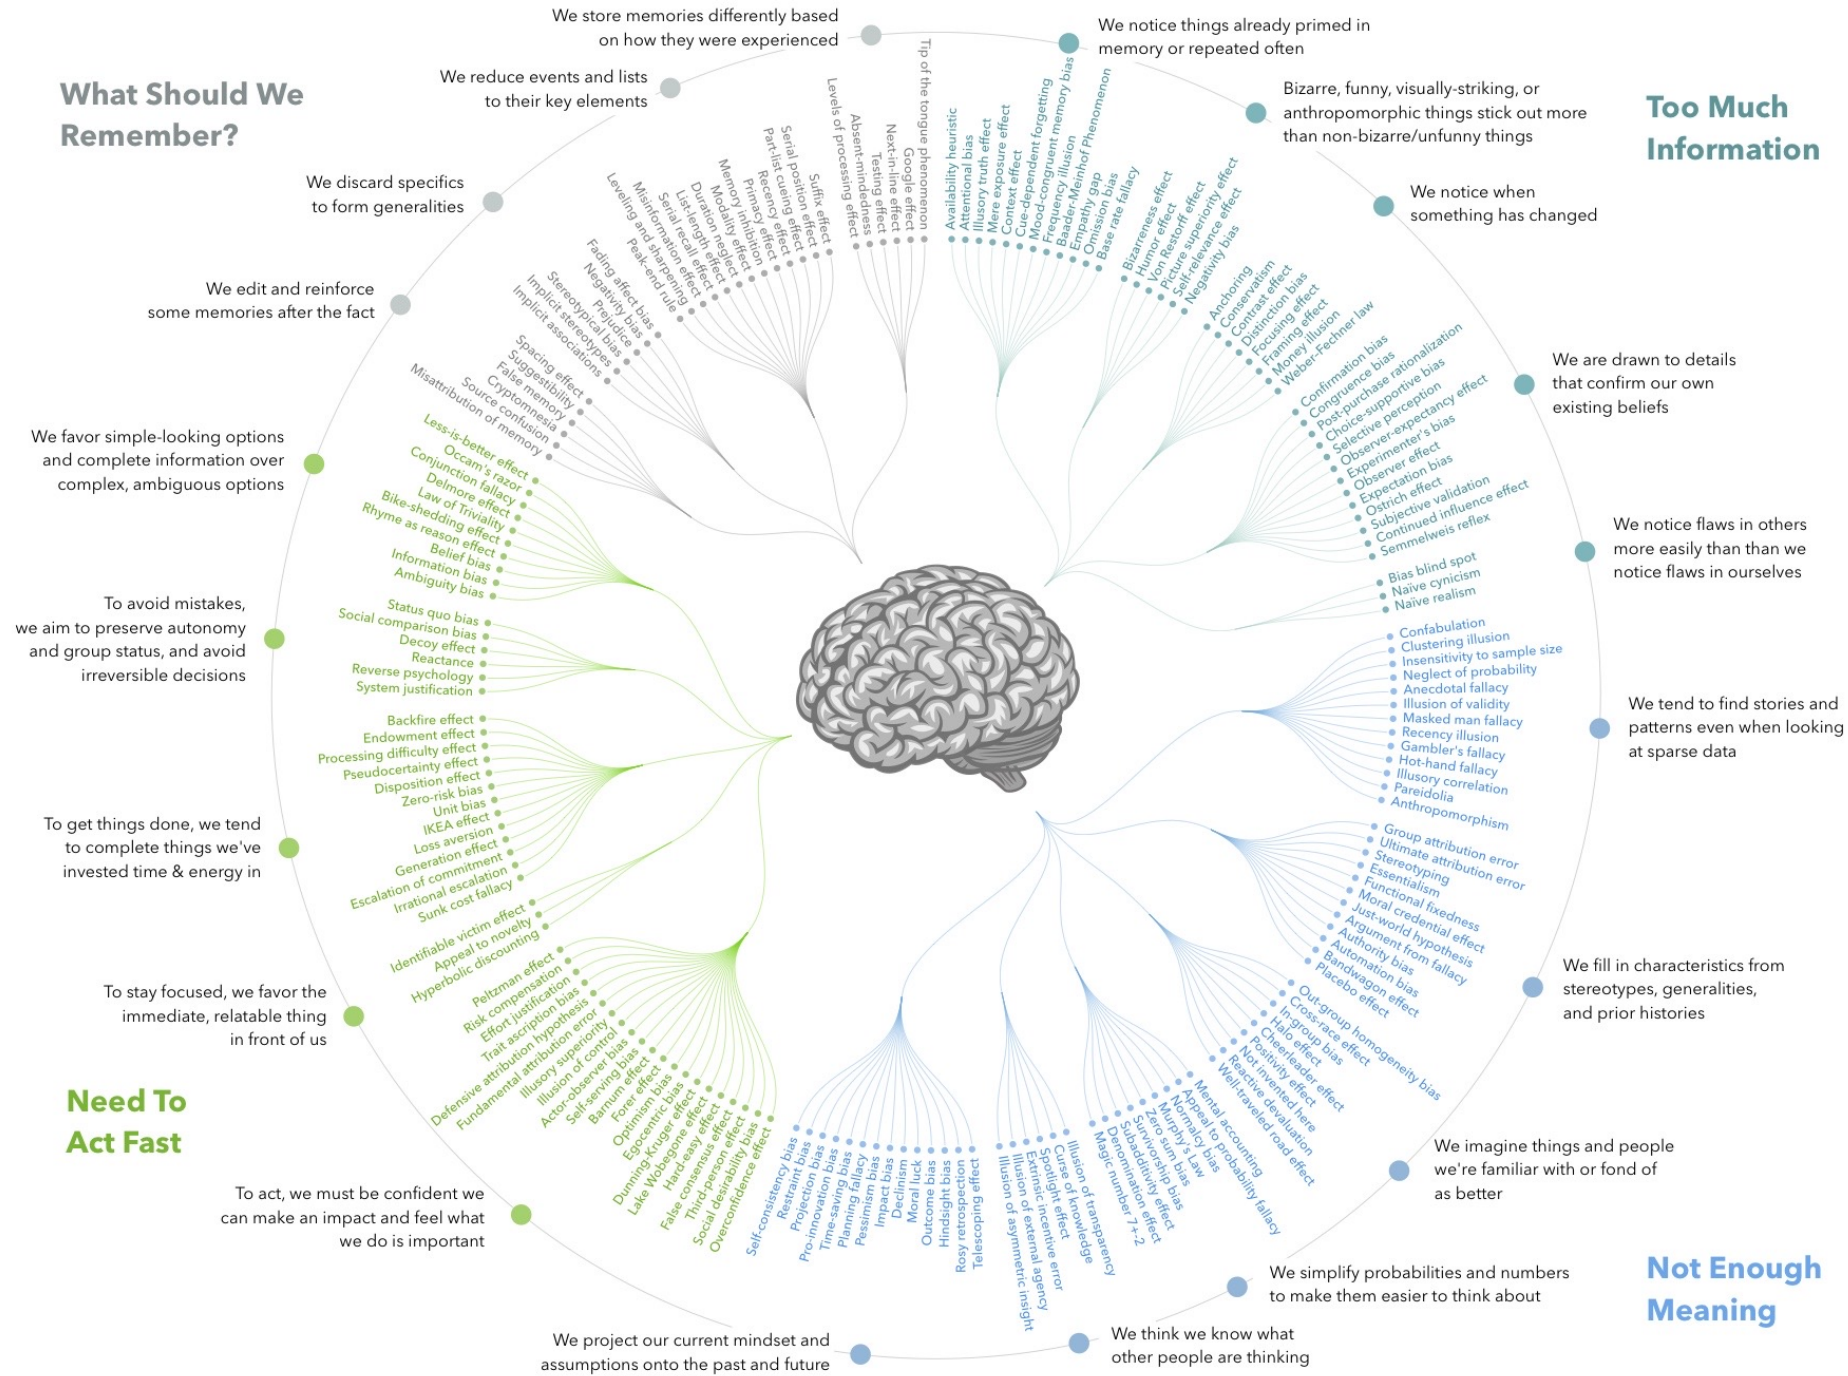 What Should We
Remember?
We store memories differently based
on how they were experienced
We reduce events and lists
to their key elements
We discard specifics
to form generalities
We edit and reinforce
some memories after the fact
Tip of the tongue phenomenon
Google effect
Next-in-line effect
Testing effect
Absent-mindedness
Levels of processing effect
Suffix effect
Serial position effect
Part-list cueing effect
Recency effect
Primacy effect
Memory inhibition
Modality effect
Duration neglect
List-length effect
Serial recall effect
Misinformation effect
Leveling and sharpening
Peak-end rule
Fading affect bias
Negativity bias
Prejudice
Stereotypical bias
Implicit stereotypes
Implicit associations
Spacing effect
Suggestibility
False memory
Cryptomnesia
Source confusion
Misattribution of memory
Too Much
Information
We notice things already primed in
memory or repeated often
Bizarre, funny, visually-striking, or
anthropomorphic things stick out more
than non-bizarre/unfunny things
We notice when
something has changed
We are drawn to details
that confirm our own
existing beliefs
We notice flaws in others
more easily than than we
notice flaws in ourselves
Availability heuristic
Attentional bias
Illusory truth effect
Mere exposure effect
Context effect
Cue-dependent forgetting
Mood-congruent memory bias
Frequency illusion
Baader-Meinhof Phenomenon
Empathy gap
Omission bias
Base rate fallacy
Bizarreness effect
Humor effect
Von Restorff effect
Picture superiority effect
Self-relevance effect
Negativity bias
Anchoring
Conservatism
Contrast effect
Distinction bias
Focusing effect
Framing effect
Money illusion
Weber-Fechner law
Confirmation bias
Congruence bias
Post-purchase rationalization
Choice-supportive bias
Selective perception
Observer-expectancy effect
Experimenter's bias
Observer effect
Expectation bias
Ostrich effect
Subjective validation
Continued influence effect
Semmelweis reflex
Bias blind spot
Naïve cynicism
Naïve realism
We tend to find stories and
patterns even when looking
at sparse data
We fill in characteristics from
stereotypes, generalities,
and prior histories
We imagine things and people
we're familiar with or fond of
as better
We simplify probabilities and numbers
to make them easier to think about
We think we know what
other people are thinking
We project our current mindset and
assumptions onto the past and future
Not Enough
Meaning
Confabulation
Clustering illusion
Insensitivity to sample size
Neglect of probability
Anecdotal fallacy
Illusion of validity
Masked man fallacy
Recency illusion
Gambler's fallacy
Hot-hand fallacy
Illusory correlation
Pareidolia
Anthropomorphism
Group attribution error
Ultimate attribution error
Stereotyping
Essentialism
Functional fixedness
Moral credential effect
Just-world hypothesis
Argument from fallacy
Authority bias
Automation bias
Bandwagon effect
Placebo effect
Out-group homogeneity bias
Cross-race effect
In-group bias
Halo effect
Cheerleader effect
Positivity effect
Not invented here
Reactive devaluation
Well-traveled road effect
Mental accounting
Appeal to probability fallacy
Normalcy bias
Murphy's Law
Zero sum bias
Survivorship bias
Subadditivity effect
Denomination effect
Magic number 7+-2
Illusion of transparency
Curse of knowledge
Spotlight effect
Extrinsic incentive error
Illusion of external agency
Illusion of asymmetric insight
Telescoping effect
Rosy retrospection
Hindsight bias
Outcome bias
Moral luck
Declinism
Impact bias
Pessimism bias
Planning fallacy
Time-saving bias
Pro-innovation bias
Projection bias
Restraint bias
Self-consistency bias
We favor simple-looking options
and complete information over
complex, ambiguous options
To avoid mistakes,
we aim to preserve autonomy
and group status, and avoid
irreversible decisions
To get things done, we tend
to complete things we've
invested time & energy in
To stay focused, we favor the
immediate, relatable thing
in front of us
Need To
Act Fast
To act, we must be confident we
can make an impact and feel what
we do is important
Less-is-better effect
Occam's razor
Conjunction fallacy
Delmore effect
Law of Triviality
Bike-shedding effect
Rhyme as reason effect
Belief bias
Information bias
Ambiguity bias
Status quo bias
Social comparison bias
Decoy effect
Reactance
Reverse psychology
System justification
Backfire effect
Endowment effect
Processing difficulty effect
Pseudocertainty effect
Disposition effect
Zero-risk bias
Unit bias
IKEA effect
Loss aversion
Generation effect
Escalation of commitment
Irrational escalation
Sunk cost fallacy
Identifiable victim effect
Appeal to novelty
Hyperbolic discounting
Peltzman effect
Risk compensation
Effort justification
Trait ascription bias
Defensive attribution hypothesis
Fundamental attribution error
Illusory superiority
Illusion of control
Actor-observer bias
Self-serving bias
Barnum effect
Forer effect
Optimism bias
Egocentric bias
Dunning-Kruger effect
Lake Wobegone effect
Hard-easy effect
False consensus effect
Third-person effect
Social desirability bias
Overconfidence effect